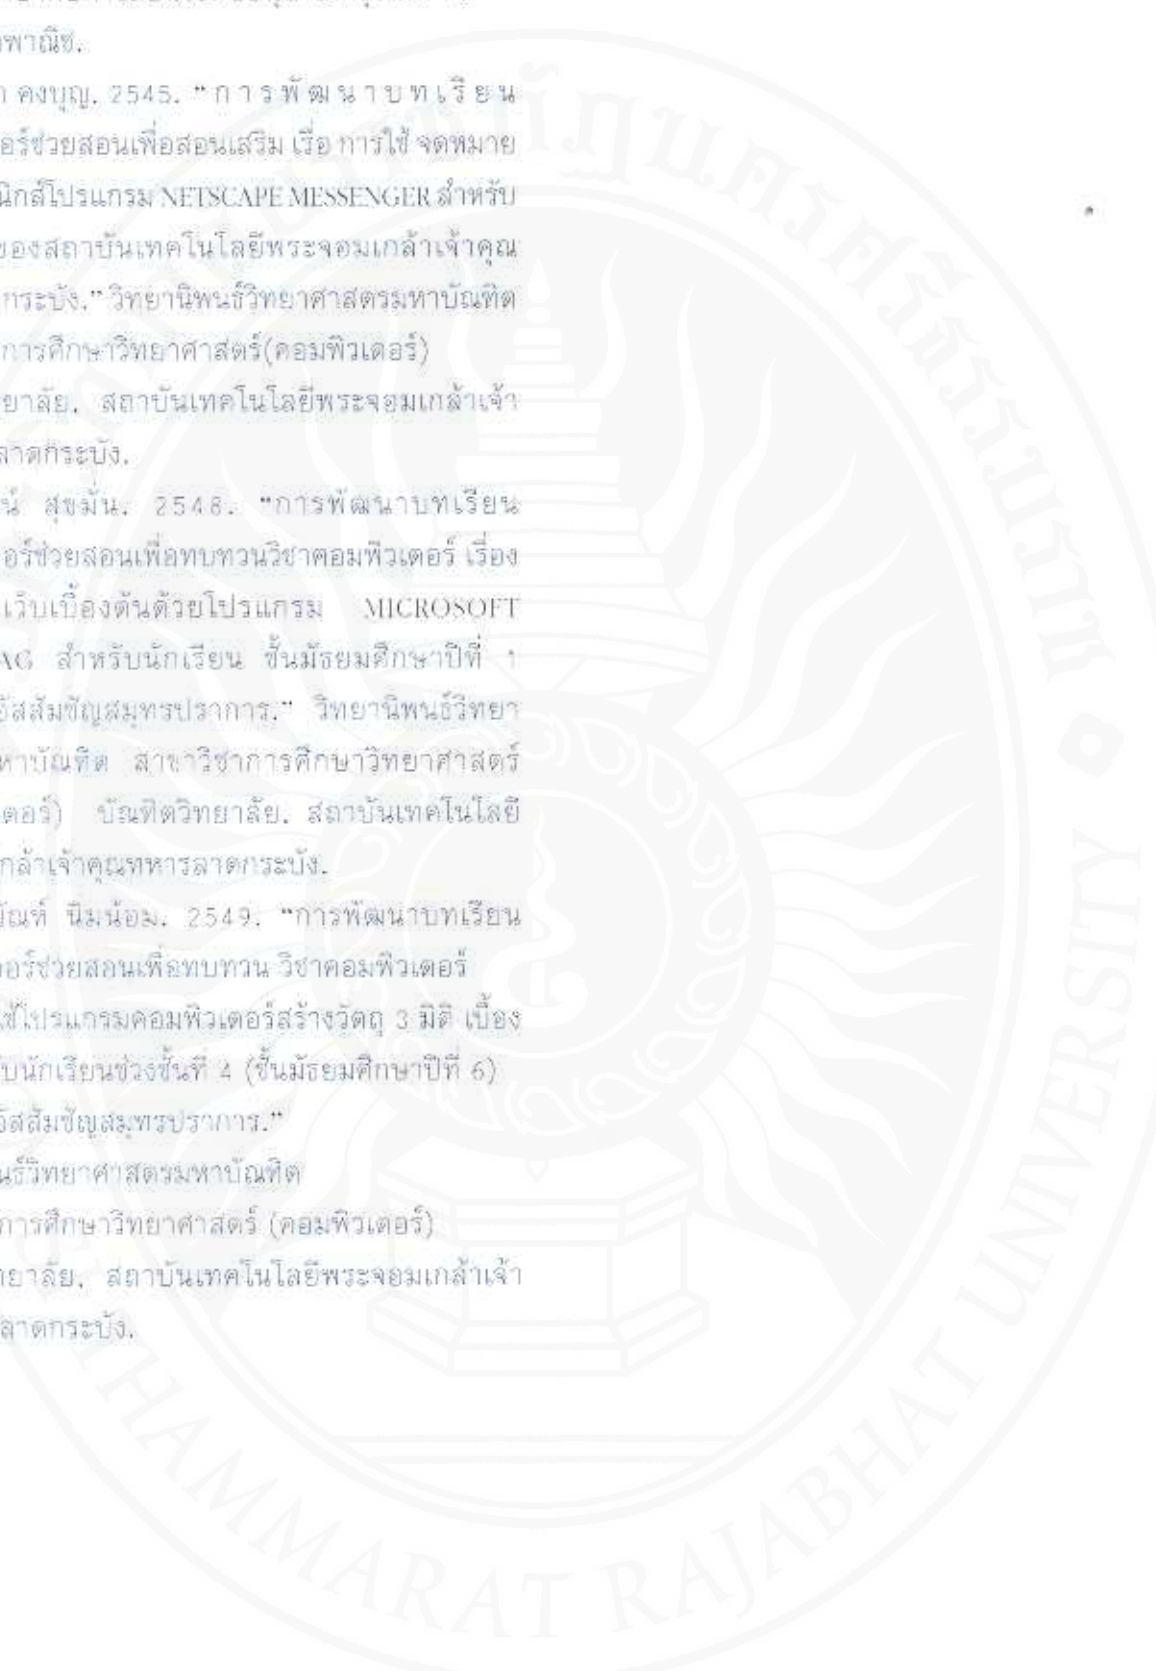 พาณิช.
คงบุญ. 2545. “การพัฒนาบทเรียน
อร์ช่วยสอนเพื่อสอนเสริม เรื่อ การใช้ จดหมาย
นิกส์โปรแกรม NETSCAPE MESSENGER สำหรับ
ของสถาบันเทคโนโลยีพระจอมเกล้าเจ้าคุณ
กระบัง.” วิทยานิพนธ์วิทยาศาสตรมหาบัณฑิต
การศึกษาวิทยาศาสตร์(คอมพิวเตอร์)
ยาลัย. สถาบันเทคโนโลยีพระจอมเกล้าเจ้า
ลาดกระบัง.
น์ สุขมั่น. 2548. “การพัฒนาบทเรียน
อร์ช่วยสอนเพื่อทบทวนวิชาคอมพิวเตอร์ เรื่อง
เว็บเบื้องต้นด้วยโปรแกรม MICROSOFT
AG สำหรับนักเรียน ชั้นมัธยมศึกษาปีที่ 1
อัสสัมชัญสมุทรปราการ.” วิทยานิพนธ์วิทยา
หาบัณฑิต สาขาวิชาการศึกษาวิทยาศาสตร์
ตอร์) บัณฑิตวิทยาลัย. สถาบันเทคโนโลยี
กล้าเจ้าคุณทหารลาดกระบัง.
ัณห์ นิ่มน้อม. 2549. “การพัฒนาบทเรียน
อร์ช่วยสอนเพื่อทบทวน วิชาคอมพิวเตอร์
ใช้โปรแกรมคอมพิวเตอร์สร้างวัตถุ 3 มิติ เบื้อง
บนักเรียนช่วงชั้นที่ 4 (ชั้นมัธยมศึกษาปีที่ 6)
อัสสัมชัญสมุทรปราการ.”
นธ์วิทยาศาสตรมหาบัณฑิต
การศึกษาวิทยาศาสตร์ (คอมพิวเตอร์)
ทยาลัย. สถาบันเทคโนโลยีพระจอมเกล้าเจ้า
ลาดกระบัง.
THAMMARAT RAJABHAT UNIVERSITY